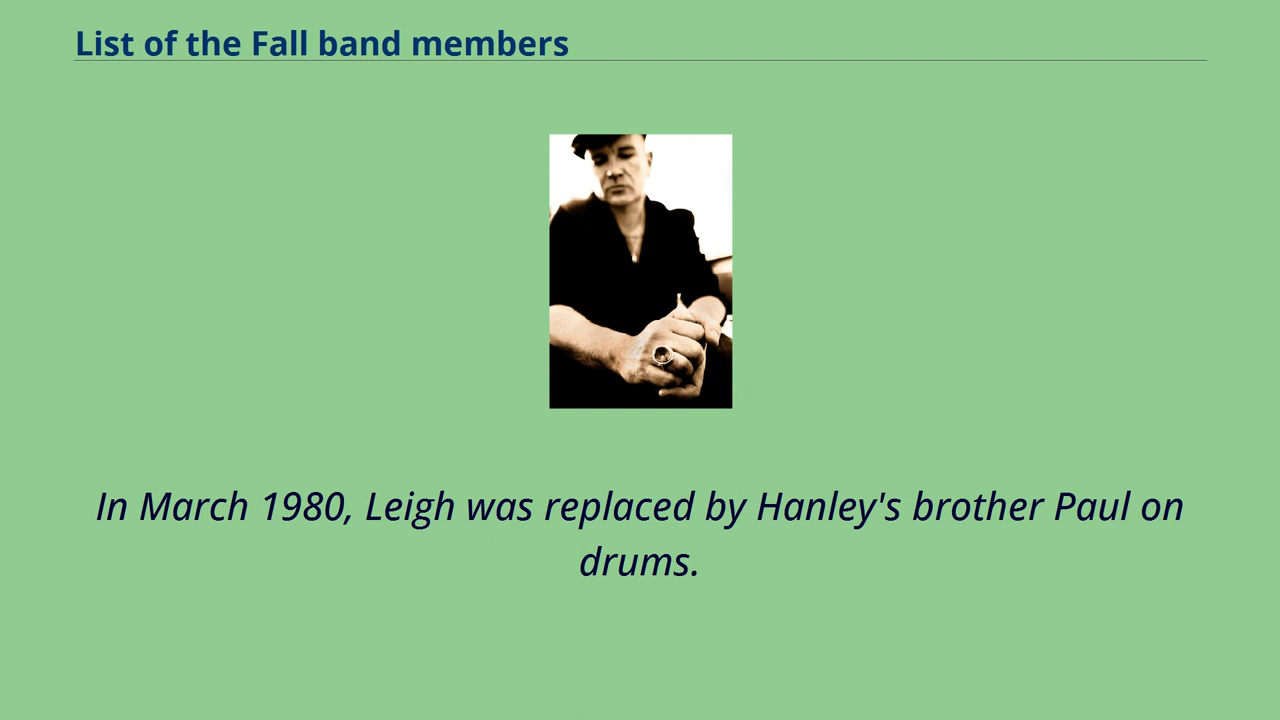 List of the Fall band members
In March 1980, Leigh was replaced by Hanley's brother Paul on
drums.